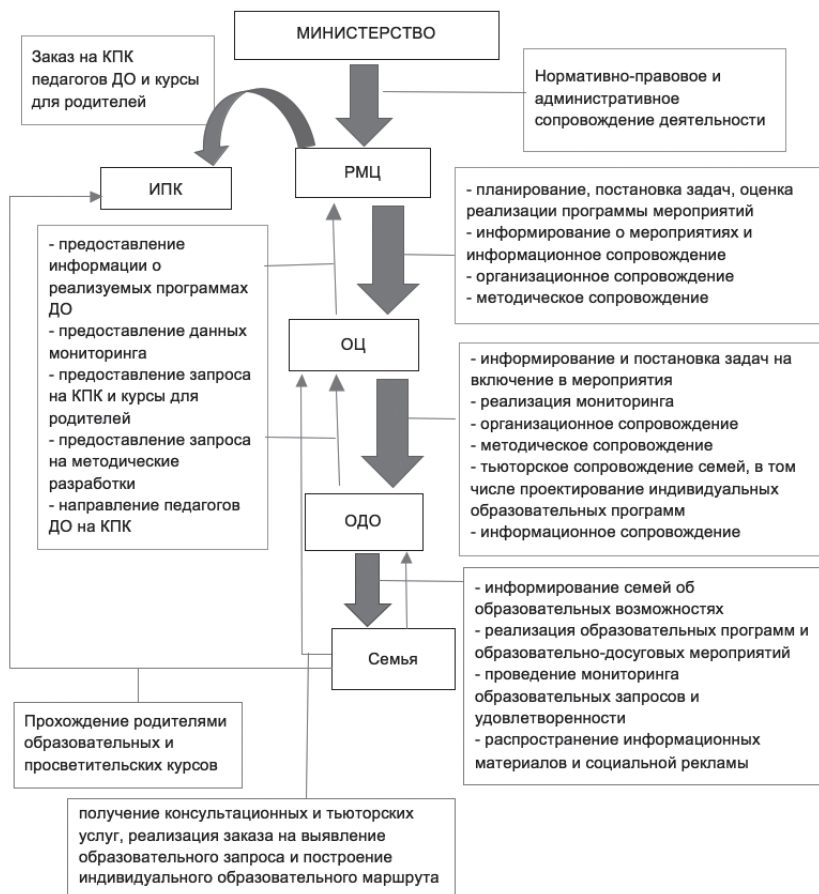 МИНИСТЕРСТВО
Заказ на КПК
педагогов ДО и курсы
для родителей
Нормативно-правовое и
административное
сопровождение деятельности
РМЦ
ИПК
- планирование, постановка задач, оценка
реализации программы мероприятий
- информирование о мероприятиях и
информационное сопровождение
- организационное сопровождение
- методическое сопровождение
- предоставление
информации о
реализуемых программах
ДО
- предоставление данных
мониторинга
- предоставление запроса
на КПК и курсы для
родителей
- предоставление запроса
на методические
разработки
- направление педагогов
ДО на КПК
ОЦ
- информирование и постановка задач на
включение в мероприятия
- реализация мониторинга
- организационное сопровождение
- методическое сопровождение
- тьюторское сопровождение семей, в том
числе проектирование индивидуальных
образовательных программ
- информационное сопровождение
ОДО
- информирование семей об
образовательных возможностях
- реализация образовательных программ и
образовательно-досуговых мероприятий
- проведение мониторинга
образовательных запросов и
удовлетворенности
- распространение информационных
материалов и социальной рекламы
Семья
Прохождение родителями
образовательных и
просветительских курсов
получение консультационных и тьюторских
услуг, реализация заказа на выявление
образовательного запроса и построение
индивидуального образовательного маршрута